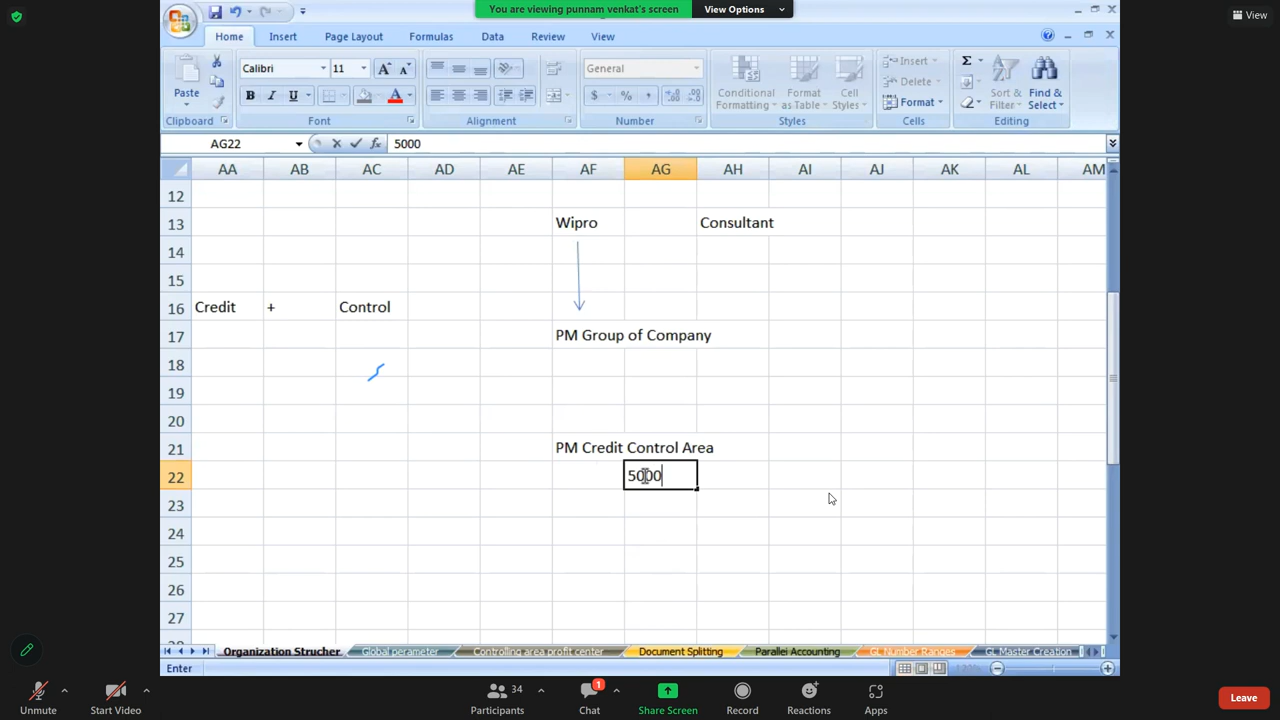 You are viewing punnam venkat's screen
View Options
View
Home
Insert
Page Layout
Formulas
Data
Review
View
Paste
Clipboard
Calibri
11
A
A
B
I
U
A
Font
Alignment
General
$
%
,
Number
Conditional
Formatting
Format
as Table
Cell
Styles
Styles
Insert
Delete
Format
Cells
Σ
Sort &
Filter
Find &
Select
Editing
AG22
fx
5000
AA
AB
AC
AD
AE
AF
AG
AH
AI
AJ
AK
AL
AM
12
13
Wipro
Consultant
14
15
16
Credit
+
Control
17
PM Group of Company
18
19
20
21
PM Credit Control Area
22
5000
23
24
25
26
27
Organization Strucher
Global perameter
Controlling area profit center
Document Splitting
Parallel Accounting
GL Number Ranges
GL Master Creation
Enter
120%
Unmute
Start Video
34
Participants
1
Chat
Share Screen
Record
Reactions
Apps
Leave